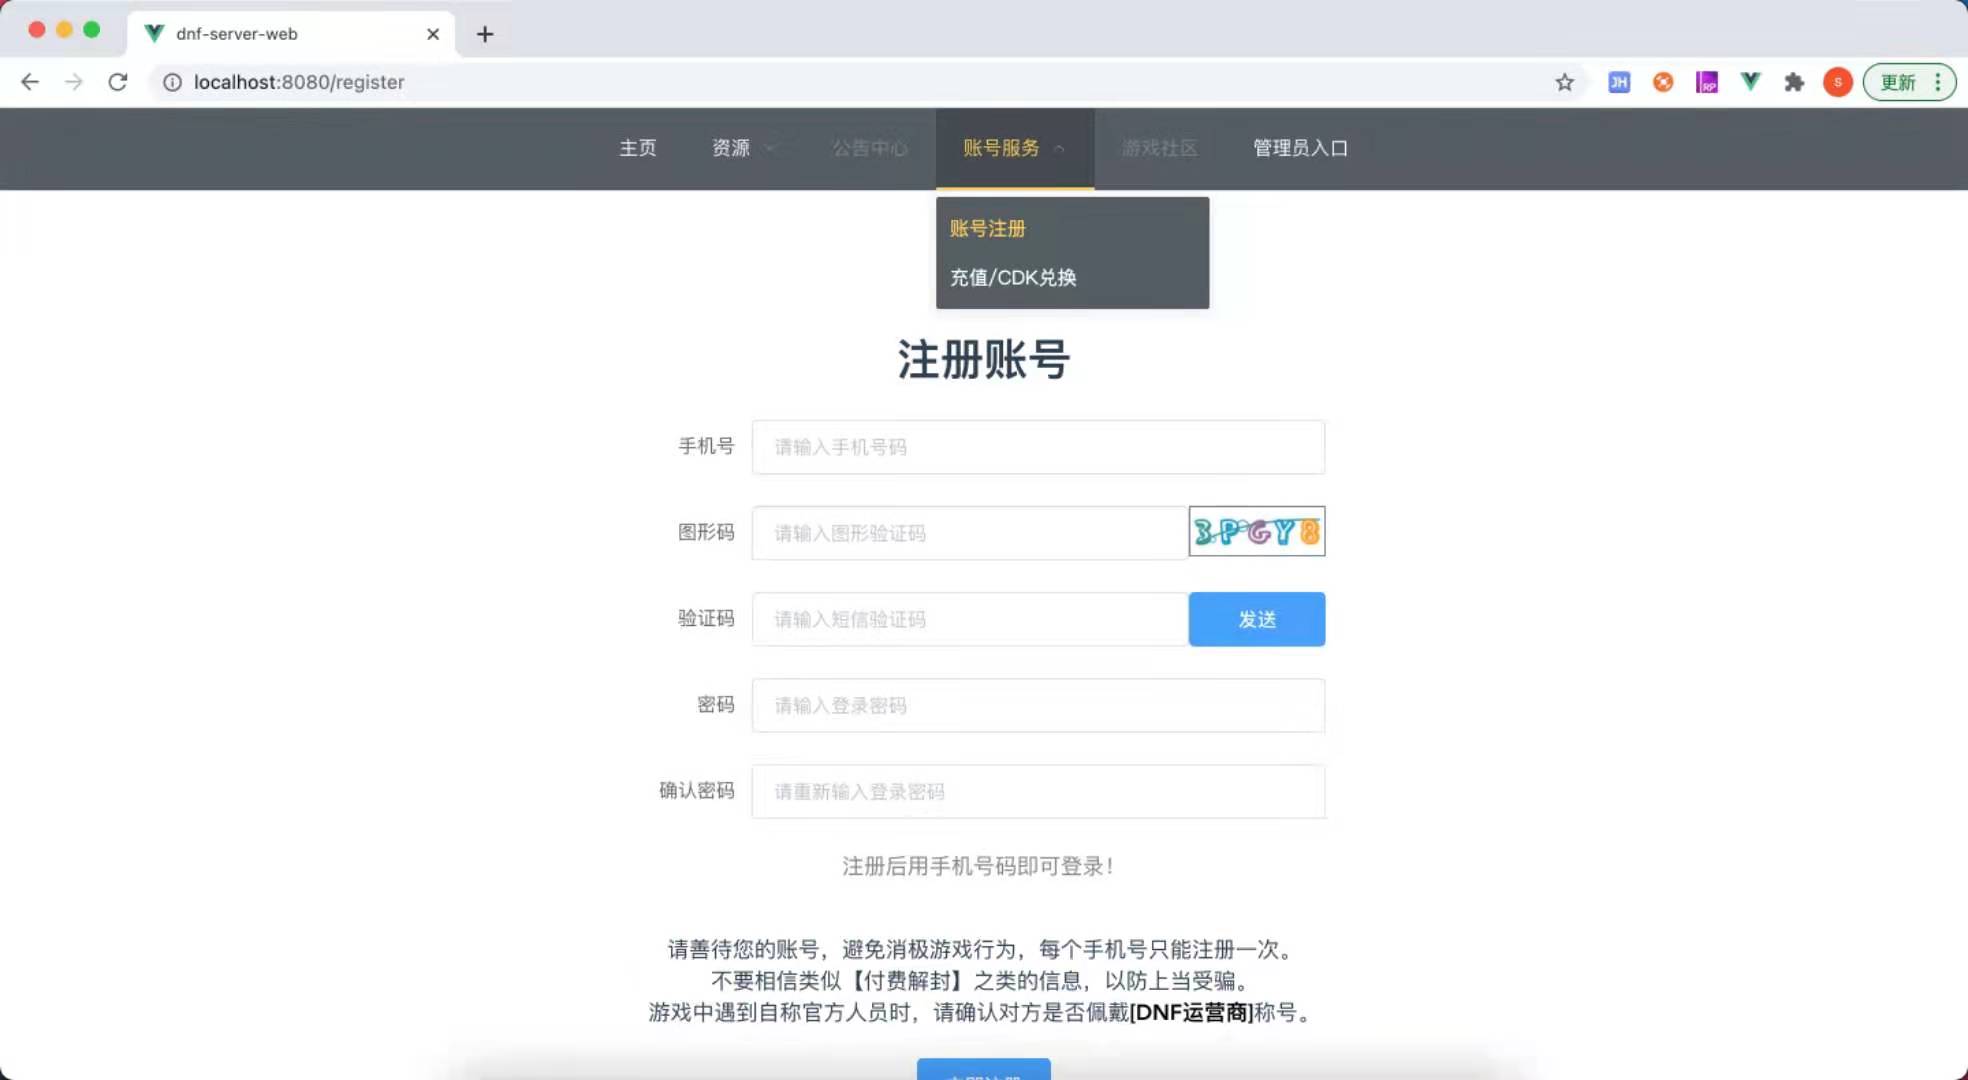 dnf-server-web
localhost:8080/register
JH
RP
S
更新
主页
资源
公告中心
账号服务
游戏社区
管理员入口
账号注册
充值/CDK兑换
注册账号
手机号
请输入手机号码
图形码
请输入图形验证码
3PGY8
验证码
请输入短信验证码
发送
密码
请输入登录密码
确认密码
请重新输入登录密码
注册后用手机号码即可登录！
请善待您的账号，避免消极游戏行为，每个手机号只能注册一次。
不要相信类似【付费解封】之类的信息，以防上当受骗。
游戏中遇到自称官方人员时，请确认对方是否佩戴[DNF运营商]称号。